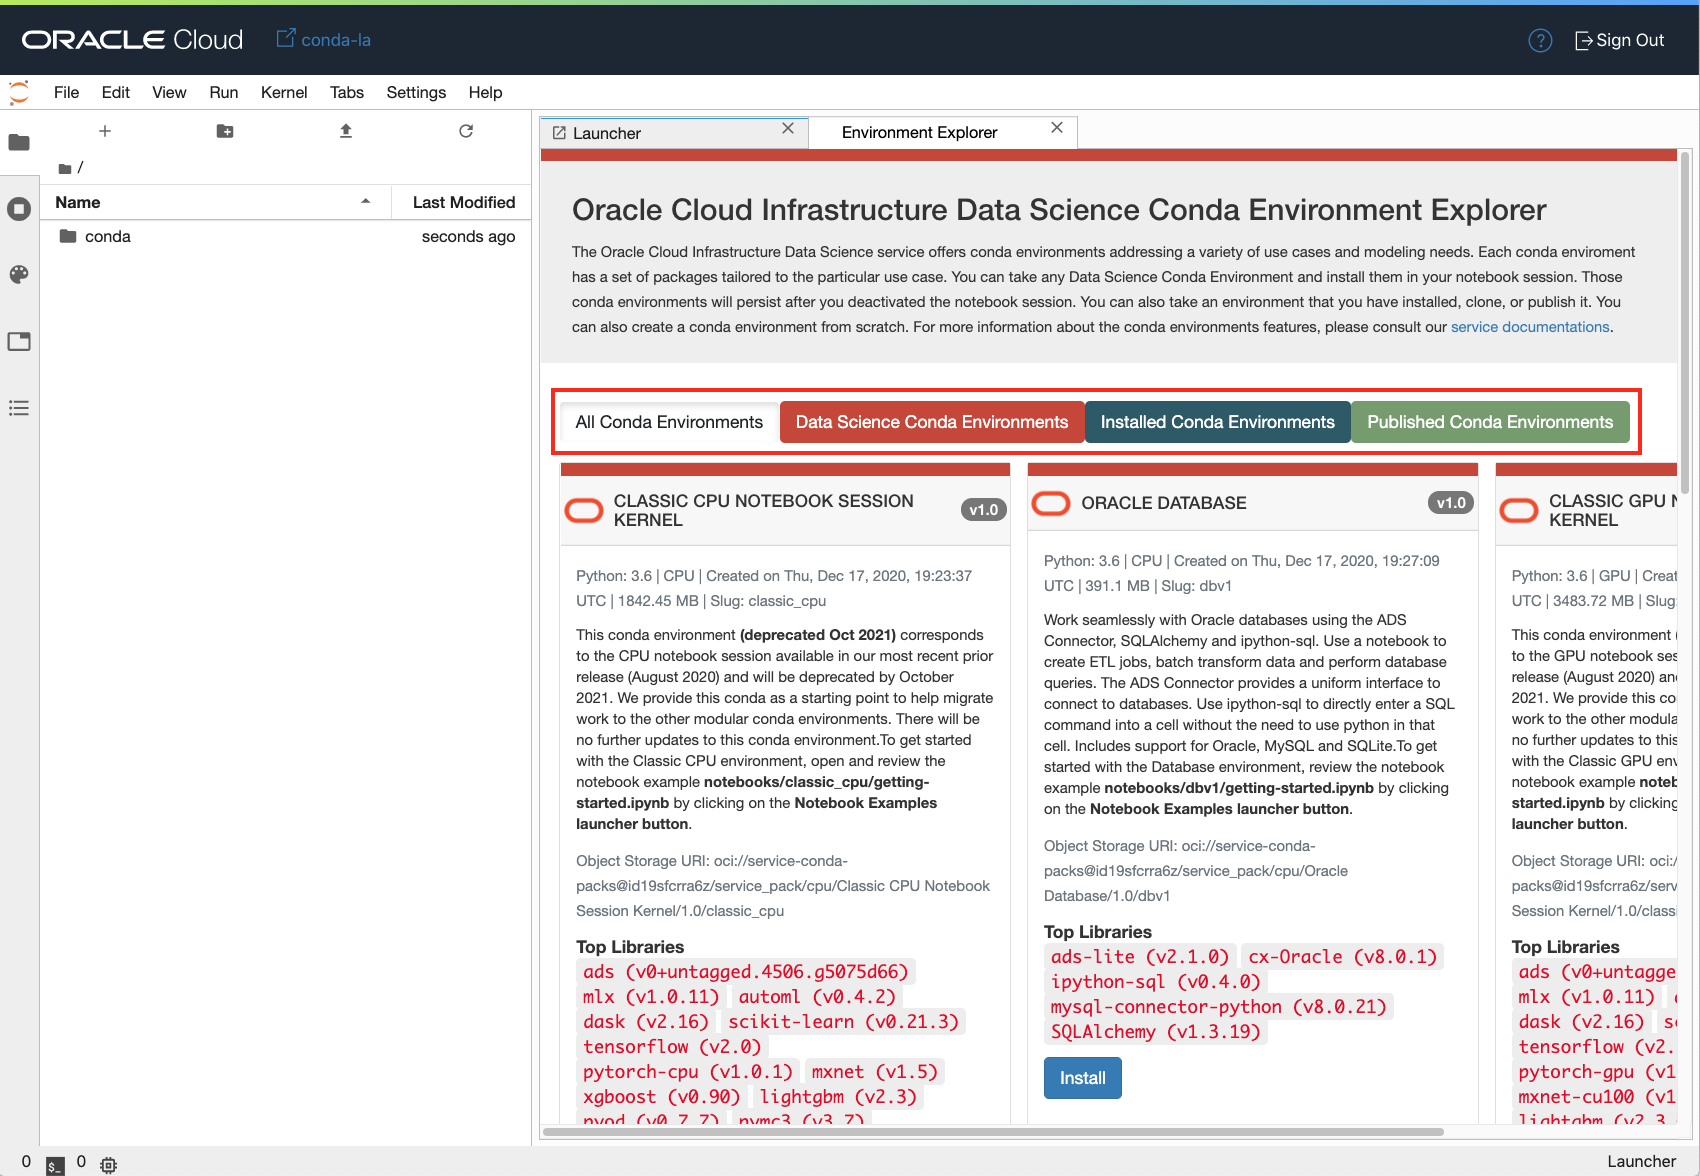 ORACLE Cloud conda-la ? Sign Out
File Edit View Run Kernel Tabs Settings Help
Launcher Environment Explorer
/
Name Last Modified
conda seconds ago
Oracle Cloud Infrastructure Data Science Conda Environment Explorer
The Oracle Cloud Infrastructure Data Science service offers conda environments addressing a variety of use cases and modeling needs. Each conda enviroment
has a set of packages tailored to the particular use case. You can take any Data Science Conda Environment and install them in your notebook session. Those
conda environments will persist after you deactivated the notebook session. You can also take an environment that you have installed, clone, or publish it. You
can also create a conda environment from scratch. For more information about the conda environments features, please consult our service documentations.
All Conda Environments Data Science Conda Environments Installed Conda Environments Published Conda Environments
CLASSIC CPU NOTEBOOK SESSION
KERNEL
v1.0
Python: 3.6 | CPU | Created on Thu, Dec 17, 2020, 19:23:37
UTC | 1842.45 MB | Slug: classic_cpu
This conda environment (deprecated Oct 2021) corresponds
to the CPU notebook session available in our most recent prior
release (August 2020) and will be deprecated by October
2021. We provide this conda as a starting point to help migrate
work to the other modular conda environments. There will be
no further updates to this conda environment.To get started
with the Classic CPU environment, open and review the
notebook example notebooks/classic_cpu/getting-
started.ipynb by clicking on the Notebook Examples
launcher button.
Object Storage URI: oci://service-conda-
packs@id19sfcrra6z/service_pack/cpu/Classic CPU Notebook
Session Kernel/1.0/classic_cpu
Top Libraries
ads (v0+untagged.4506.g5075d66)
mlx (v1.0.11) automl (v0.4.2)
dask (v2.16) scikit-learn (v0.21.3)
tensorflow (v2.0)
pytorch-cpu (v1.0.1) mxnet (v1.5)
xgboost (v0.90) lightgbm (v2.3)
pyod (v0.7.7) pymc3 (v3.7)
ORACLE DATABASE
v1.0
Python: 3.6 | CPU | Created on Thu, Dec 17, 2020, 19:27:09
UTC | 391.1 MB | Slug: dbv1
Work seamlessly with Oracle databases using the ADS
Connector, SQLAlchemy and ipython-sql. Use a notebook to
create ETL jobs, batch transform data and perform database
queries. The ADS Connector provides a uniform interface to
connect to databases. Use ipython-sql to directly enter a SQL
command into a cell without the need to use python in that
cell. Includes support for Oracle, MySQL and SQLite.To get
started with the Database environment, review the notebook
example notebooks/dbv1/getting-started.ipynb by clicking
on the Notebook Examples launcher button.
Object Storage URI: oci://service-conda-
packs@id19sfcrra6z/service_pack/cpu/Oracle
Database/1.0/dbv1
Top Libraries
ads-lite (v2.1.0) cx-Oracle (v8.0.1)
ipython-sql (v0.4.0)
mysql-connector-python (v8.0.21)
SQLAlchemy (v1.3.19)
Install
CLASSIC GPU
KERNEL
Python: 3.6 | GPU | Creat
UTC | 3483.72 MB | Slug:
This conda environment
to the GPU notebook ses
release (August 2020) an
2021. We provide this co
work to the other modula
no further updates to this
with the Classic GPU env
notebook example noteb
started.ipynb by clicking
launcher button.
Object Storage URI: oci:/
packs@id19sfcrra6z/serv
Session Kernel/1.0/classi
Top Libraries
ads (v0+untagge
mlx (v1.0.11)
dask (v2.16)
tensorflow (v2.
pytorch-gpu (v1
mxnet-cu100 (v1
lightgbm (v2.3
0 $_ 0 Launcher